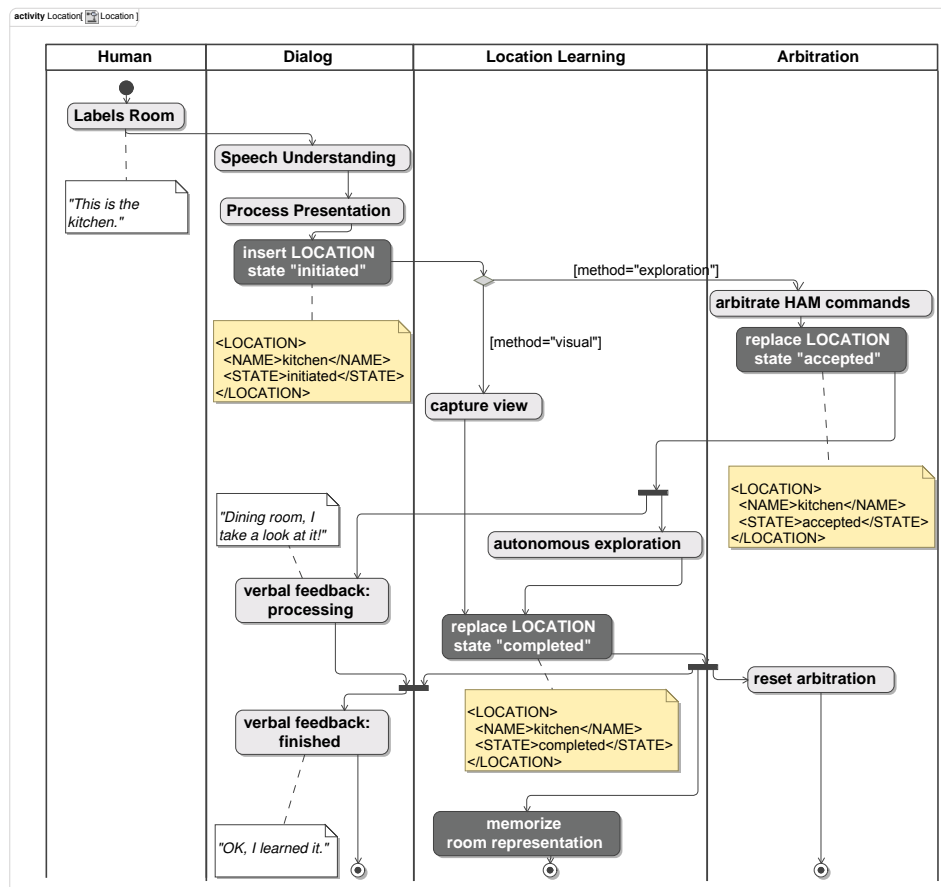 activity Location[ Location ]
Human
Dialog
Location Learning
Arbitration
Labels Room
Speech Understanding
"This is the
kitchen."
Process Presentation
insert LOCATION
state "initiated"
[method="exploration"]
arbitrate HAM commands
<LOCATION>
<NAME>kitchen</NAME>
<STATE>initiated</STATE>
</LOCATION>
[method="visual"]
replace LOCATION
state "accepted"
capture view
<LOCATION>
<NAME>kitchen</NAME>
<STATE>accepted</STATE>
</LOCATION>
"Dining room, I
take a look at it!"
autonomous exploration
verbal feedback:
processing
replace LOCATION
state "completed"
reset arbitration
verbal feedback:
finished
<LOCATION>
<NAME>kitchen</NAME>
<STATE>completed</STATE>
</LOCATION>
memorize
room representation
"OK, I learned it."